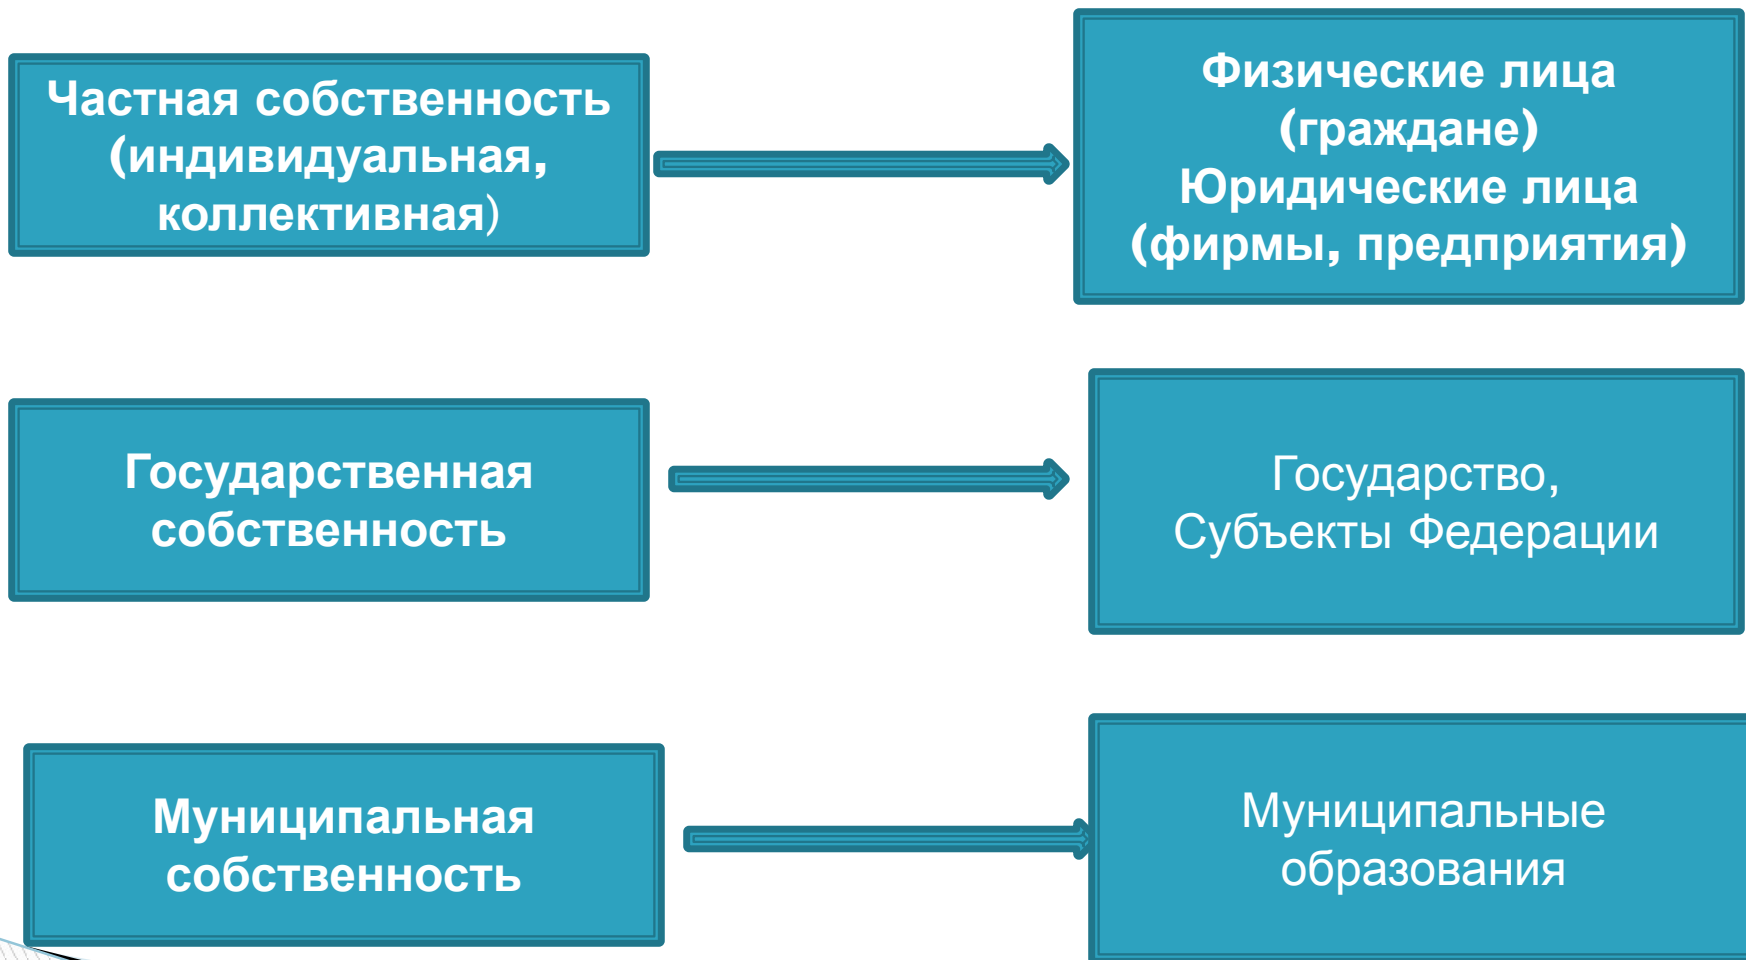 Частная собственность
(индивидуальная,
коллективная)
Физические лица
(граждане)
Юридические лица
(фирмы, предприятия)
Государственная
собственность
Государство,
Субъекты Федерации
Муниципальная
собственность
Муниципальные
образования